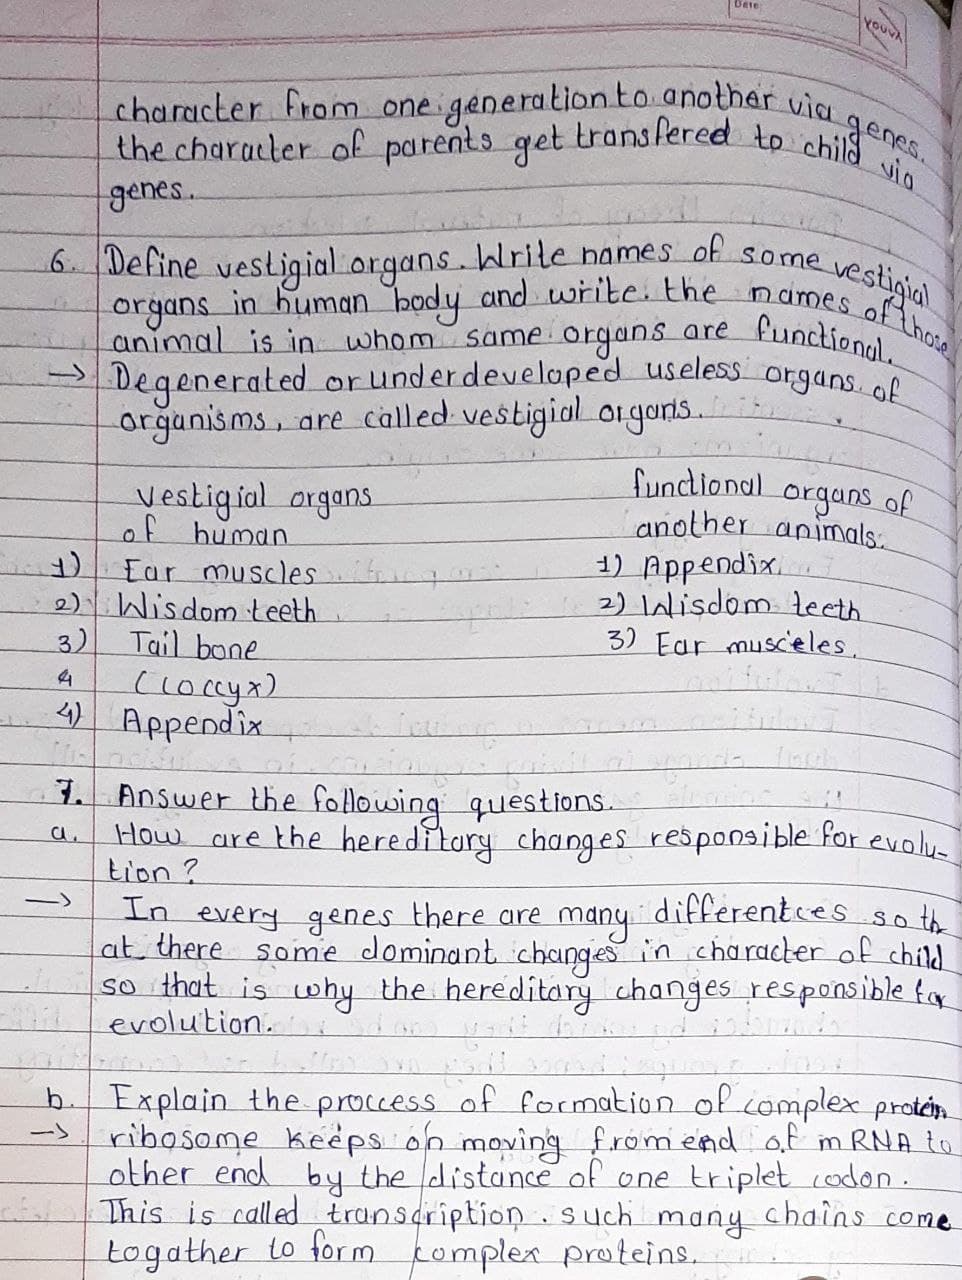 Date:
YOUVA
character from one generation to another via genes.
the character of parents get transfered to child via
genes.
6. Define vestigial organs. Write names of some vestigial
organs in human body and write the names of those
animal is in whom same organs are functional.
→ Degenerated or underdeveloped useless organs of
organisms, are called vestigial organs.
vestigial organs functional organs of
of human another animals.
1) Ear muscles 1) Appendix
2) Wisdom teeth 2) Wisdom teeth
3) Tail bone 3) Ear musceles.
4 (Coccyx)
4) Appendix
7. Answer the following questions.
a. How are the hereditary changes responsible for evolu-
tion?
→ In every genes there are many differentces so th
at there some dominant changes in character of child
so that is why the hereditary changes responsible for
evolution.
b. Explain the proccess of formation of complex protein
→ ribosome keeps on moving from end of mRNA to
other end by the distance of one triplet codon.
This is called transcription. such many chains come
togather to form complex proteins.